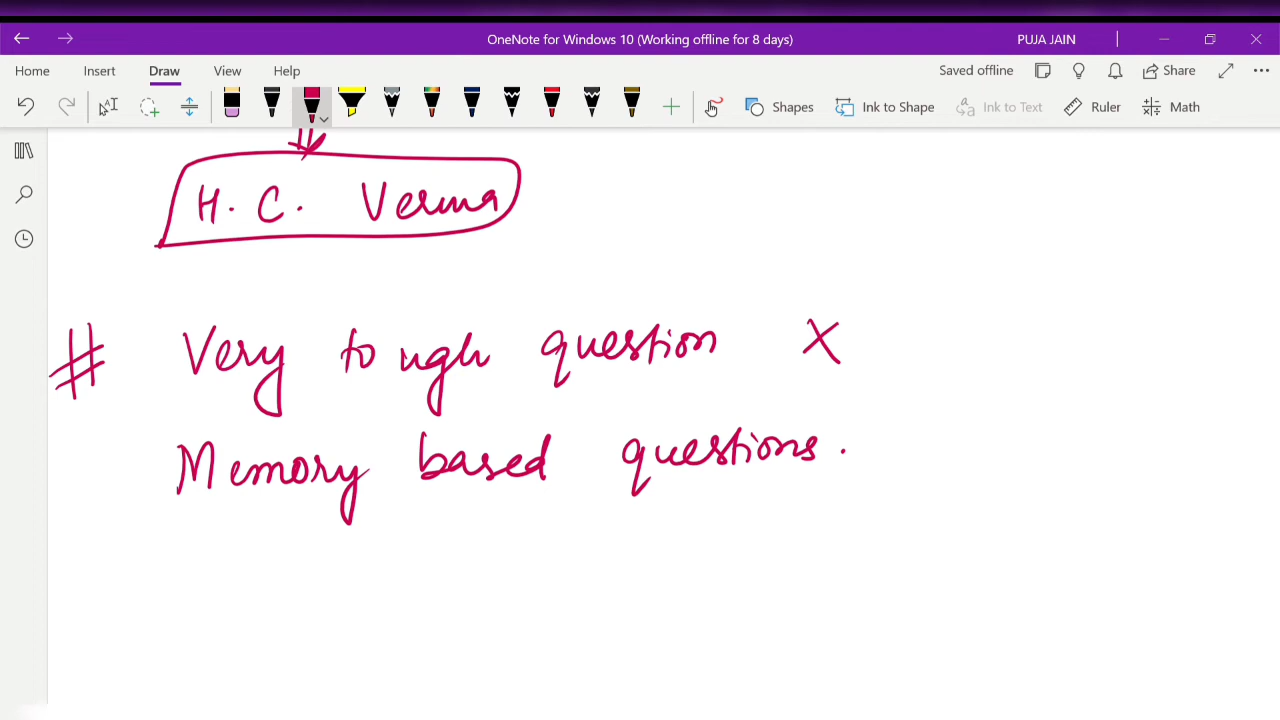 OneNote for Windows 10 (Working offline for 8 days) PUJA JAIN
Home Insert Draw View Help Saved offline Share
Shapes Ink to Shape Ink to Text Ruler Math
H. C. Verma
# Very tough question X
Memory based questions.